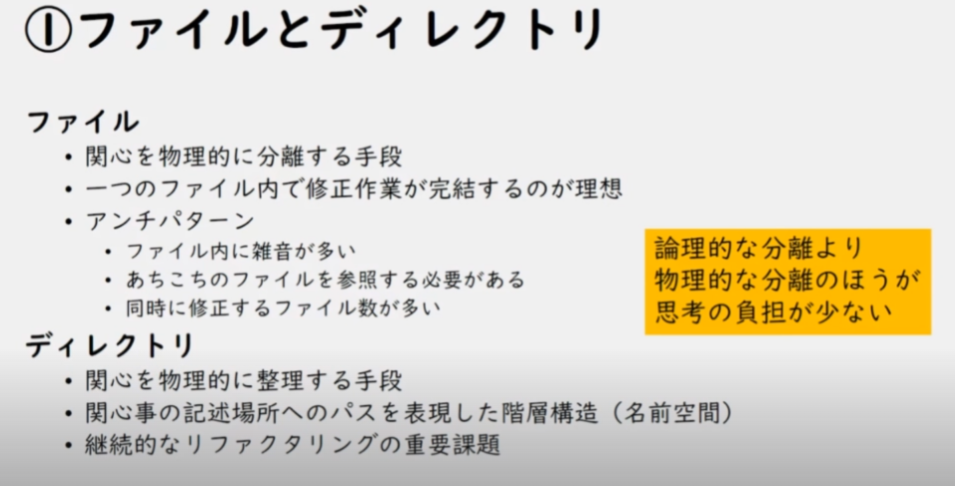 ①ファイルとディレクトリ
ファイル
• 関心を物理的に分離する手段
• 一つのファイル内で修正作業が完結するのが理想
• アンチパターン
• ファイル内に雑音が多い
• あちこちのファイルを参照する必要がある
• 同時に修正するファイル数が多い
論理的な分離より
物理的な分離のほうが
思考の負担が少ない
ディレクトリ
• 関心を物理的に整理する手段
• 関心事の記述場所へのパスを表現した階層構造（名前空間）
• 継続的なリファクタリングの重要課題